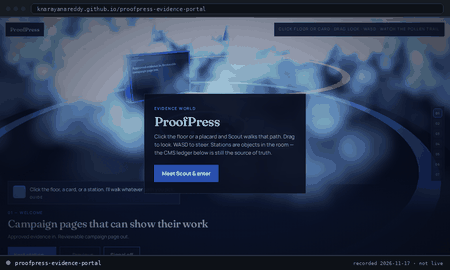 knarayanareddy.github.io/proofpress-evidence-portal
ProofPress
EVIDENCE WORLD
ProofPress
Click the floor or a placard and Scout walks that path. Drag
to look. WASD to steer. Stations are objects in the room —
the CMS ledger below is still the source of truth.
Meet Scout & enter
Click the floor, a card, or a station. I'll walk whatever
Campaign pages that can show their work
proofpress-evidence-portal
recorded 2026-11-17 · not live